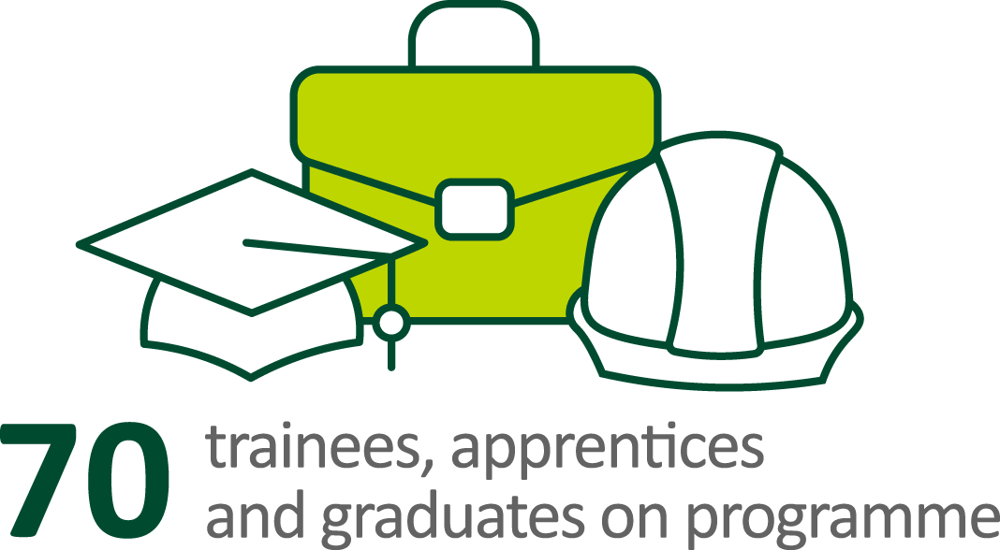 70 trainees, apprentices
and graduates on programme